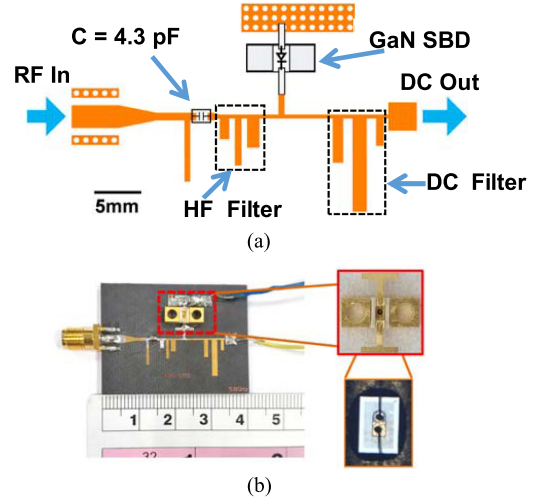 C = 4.3 pF
GaN SBD
RF In
DC Out
5mm
HF Filter
DC Filter
(a)
1 2 3 4 5
32
(b)